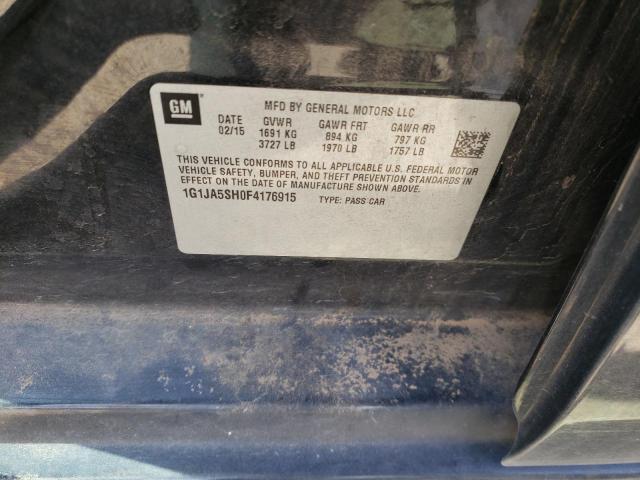 GM
MFD BY GENERAL MOTORS LLC
DATE GVWR GAWR FRT GAWR RR
02/15 1691 KG 894 KG 797 KG
3727 LB 1970 LB 1757 LB
THIS VEHICLE CONFORMS TO ALL APPLICABLE U.S. FEDERAL MOTOR
VEHICLE SAFETY, BUMPER, AND THEFT PREVENTION STANDARDS IN
EFFECT ON THE DATE OF MANUFACTURE SHOWN ABOVE.
1G1JA5SH0F4176915 TYPE: PASS CAR